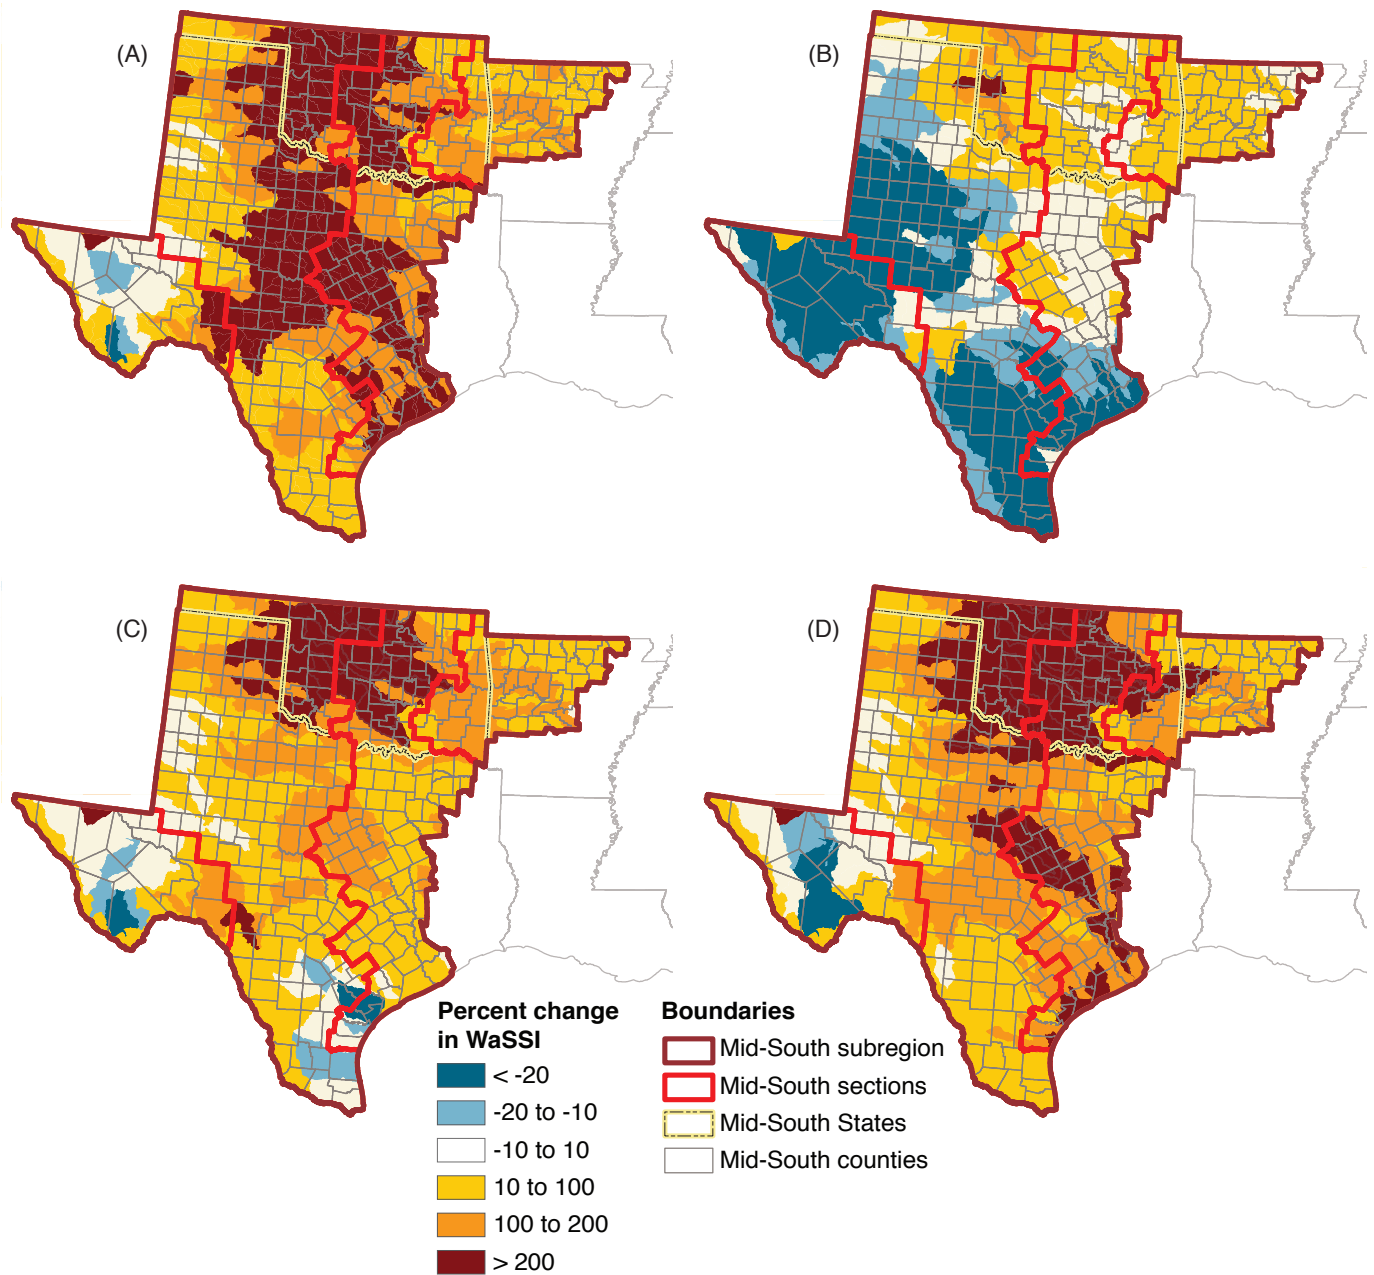 (A)
(B)
(C)
(D)
Percent change
in WaSSI
< -20
-20 to -10
-10 to 10
10 to 100
100 to 200
> 200
Boundaries
Mid-South subregion
Mid-South sections
Mid-South States
Mid-South counties